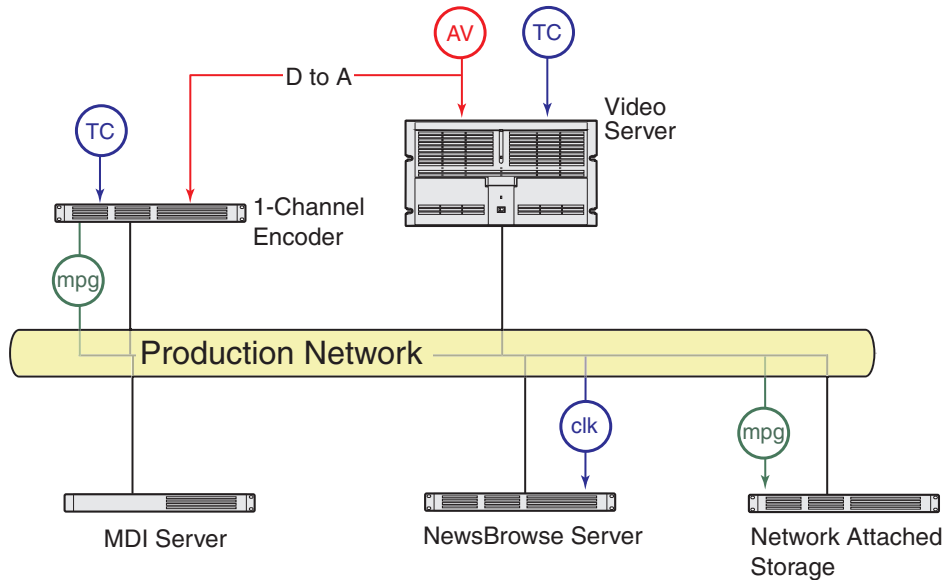 AV
TC
D to A
Video
Server
TC
1-Channel
Encoder
mpg
Production Network
clk
mpg
MDI Server
NewsBrowse Server
Network Attached
Storage